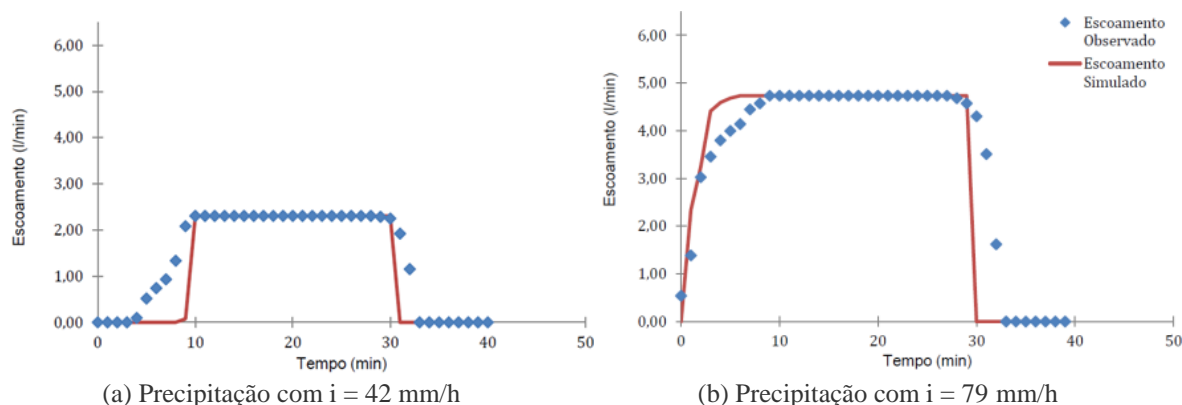 6,00
5,00
4,00
3,00
2,00
1,00
0,00
Escoamento (l/min)
0 10 20 30 40 50
Tempo (min)
(a) Precipitação com i = 42 mm/h
6,00
5,00
4,00
3,00
2,00
1,00
0,00
Escoamento (l/min)
0 10 20 30 40 50
Tempo (min)
Escoamento
Observado
Escoamento
Simulado
(b) Precipitação com i = 79 mm/h